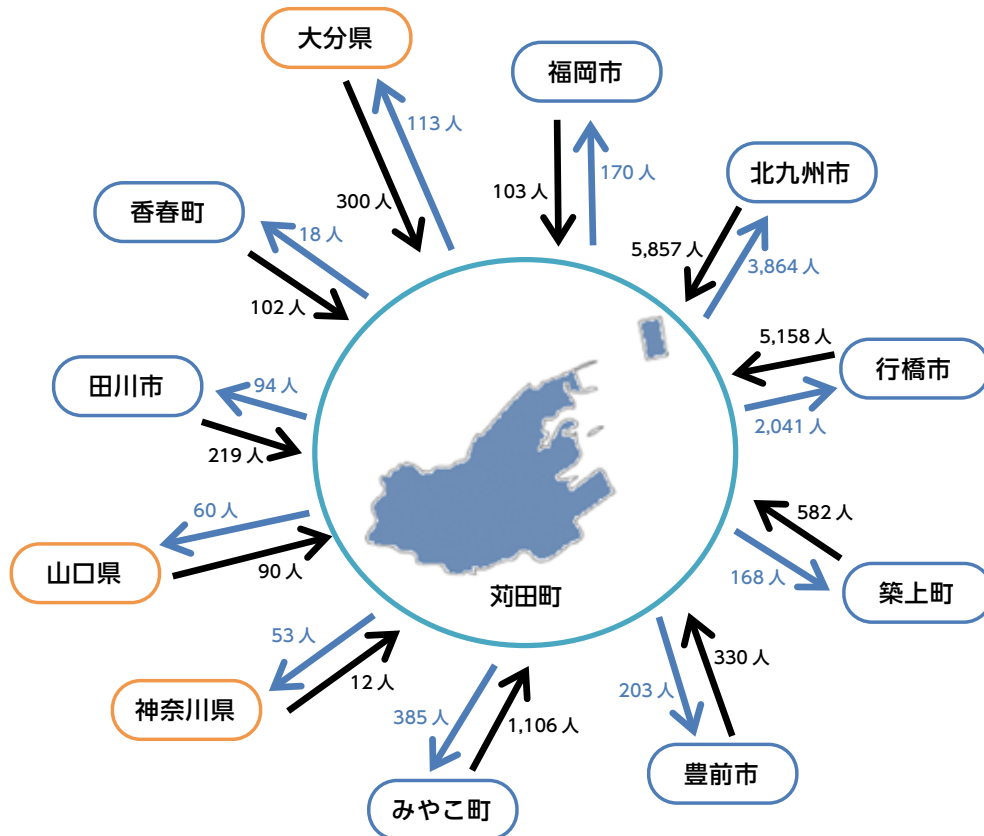 大分県
福岡市
113 人
170 人
103 人
北九州市
香春町
300 人
18 人
5,857 人
3,864 人
102 人
5,158 人
行橋市
田川市
94 人
2,041 人
219 人
60 人
582 人
山口県
90 人
168 人
築上町
苅田町
53 人
330 人
12 人
203 人
神奈川県
385 人
1,106 人
豊前市
みやこ町